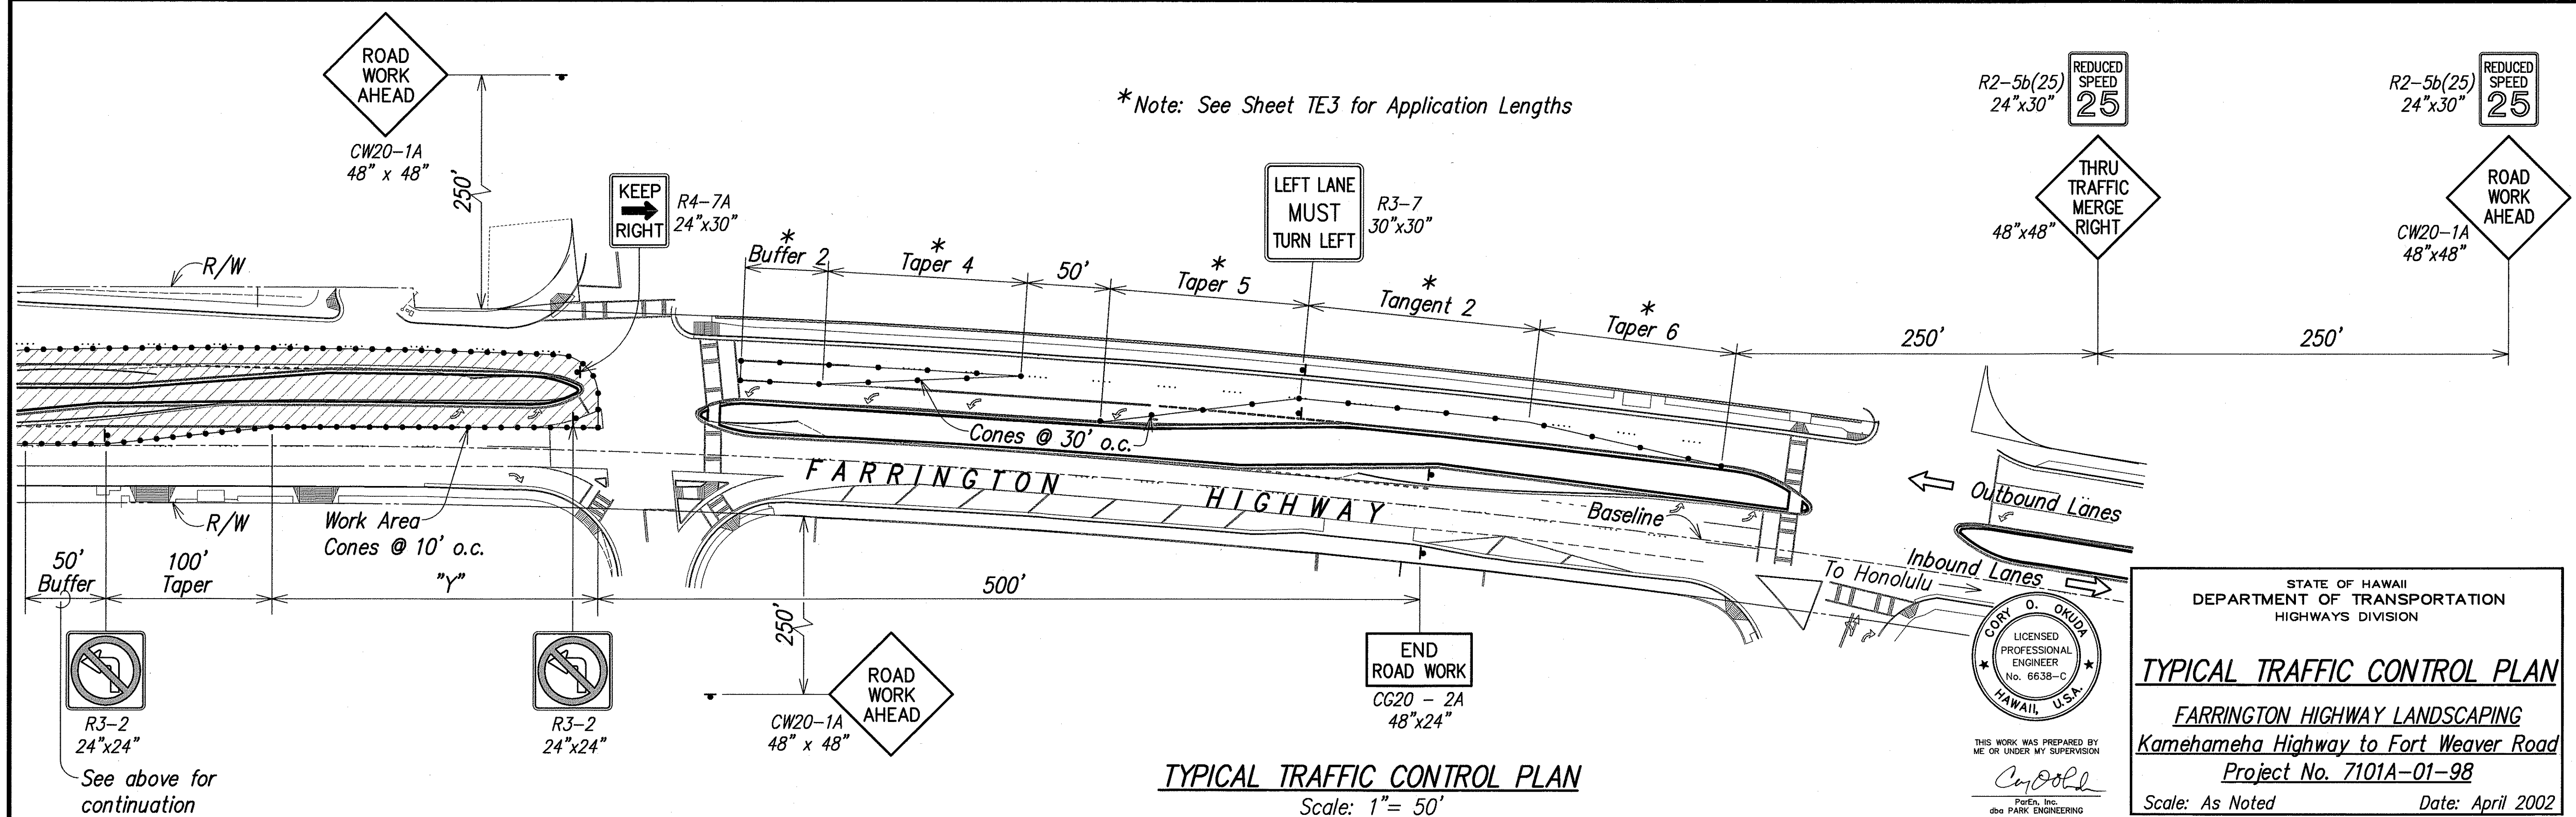 ROAD
WORK
AHEAD
CW20-1A
48" x 48"
250'
*Note: See Sheet TE3 for Application Lengths
R2-5b(25)
24"x30"
REDUCED
SPEED
25
R2-5b(25)
24"x30"
REDUCED
SPEED
25
KEEP
RIGHT
R4-7A
24"x30"
LEFT LANE
MUST
TURN LEFT
R3-7
30"x30"
THRU
TRAFFIC
MERGE
RIGHT
48"x48"
ROAD
WORK
AHEAD
CW20-1A
48"x48"
R/W
*
Buffer 2
*
Taper 4
50'
*
Taper 5
*
Tangent 2
*
Taper 6
250'
250'
Cones @ 30' o.c.
FARRINGTON HIGHWAY
Baseline
Outbound Lanes
Inbound Lanes
To Honolulu
R/W
Work Area
Cones @ 10' o.c.
50'
Buffer
100'
Taper
"Y"
500'
250'
R3-2
24"x24"
R3-2
24"x24"
See above for
continuation
CW20-1A
48" x 48"
ROAD
WORK
AHEAD
END
ROAD WORK
CG20 - 2A
48"x24"
TYPICAL TRAFFIC CONTROL PLAN
Scale: 1"= 50'
CORY O. OKUDA
LICENSED
PROFESSIONAL
ENGINEER
No. 6638-C
HAWAII, U.S.A.
THIS WORK WAS PREPARED BY
ME OR UNDER MY SUPERVISION
ParEn, Inc.
dba PARK ENGINEERING
STATE OF HAWAII
DEPARTMENT OF TRANSPORTATION
HIGHWAYS DIVISION
TYPICAL TRAFFIC CONTROL PLAN
FARRINGTON HIGHWAY LANDSCAPING
Kamehameha Highway to Fort Weaver Road
Project No. 7101A-01-98
Scale: As Noted
Date: April 2002